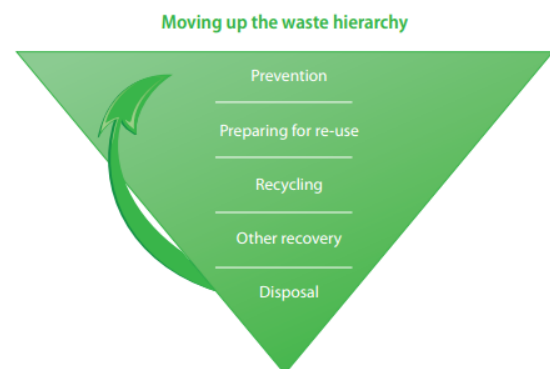 Moving up the waste hierarchy
Prevention
Preparing for re-use
Recycling
Other recovery
Disposal